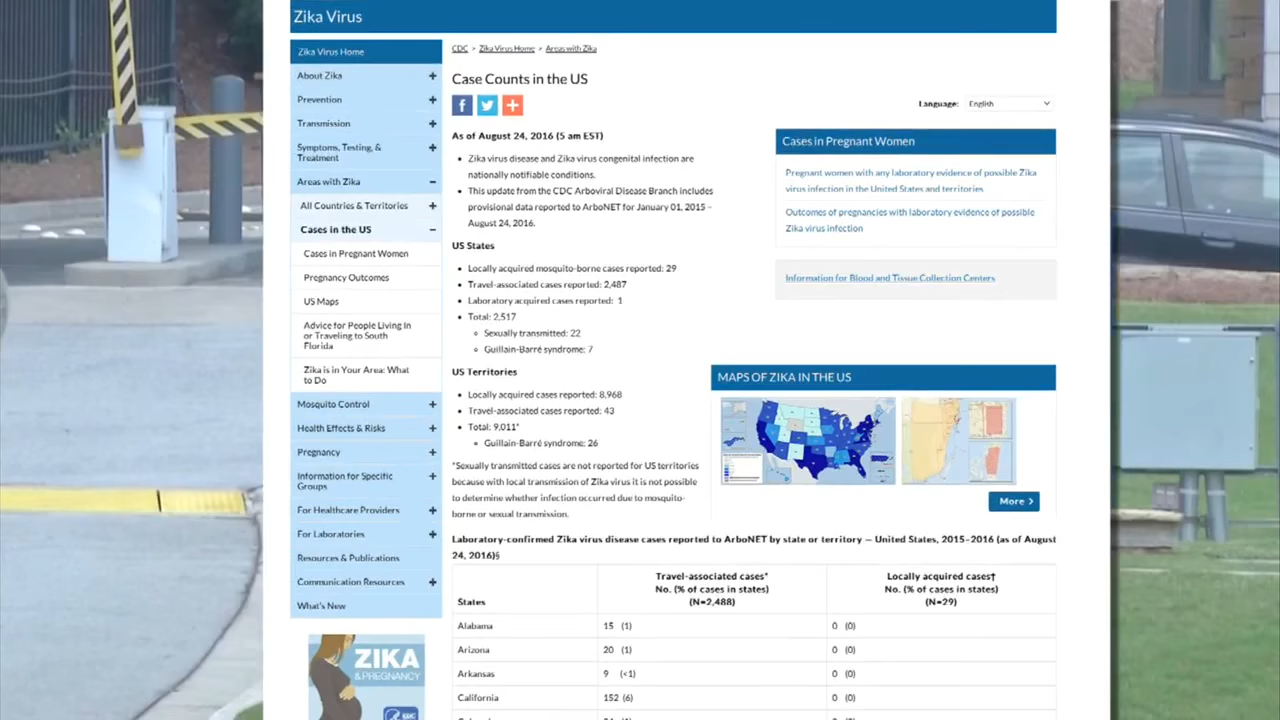 Zika Virus
Zika Virus Home
About Zika
Prevention
Transmission
Symptoms, Testing, &
Treatment
Areas with Zika
All Countries & Territories
Cases in the US
Cases in Pregnant Women
Pregnancy Outcomes
US Maps
Advice for People Living In
or Traveling to South
Florida
Zika is in Your Area: What
to Do
Mosquito Control
Health Effects & Risks
Pregnancy
Information for Specific
Groups
For Healthcare Providers
For Laboratories
Resources & Publications
Communication Resources
What's New
ZIKA
& PREGNANCY
CDC
CDC > Zika Virus Home > Areas with Zika
Case Counts in the US
Language: English
As of August 24, 2016 (5 am EST)
• Zika virus disease and Zika virus congenital infection are
nationally notifiable conditions.
• This update from the CDC Arboviral Disease Branch includes
provisional data reported to ArboNET for January 01, 2015 –
August 24, 2016.
US States
• Locally acquired mosquito-borne cases reported: 29
• Travel-associated cases reported: 2,487
• Laboratory acquired cases reported: 1
• Total: 2,517
Sexually transmitted: 22
Guillain-Barré syndrome: 7
US Territories
• Locally acquired cases reported: 8,968
• Travel-associated cases reported: 43
• Total: 9,011*
Guillain-Barré syndrome: 26
*Sexually transmitted cases are not reported for US territories
because with local transmission of Zika virus it is not possible
to determine whether infection occurred due to mosquito-
borne or sexual transmission.
Cases in Pregnant Women
Pregnant women with any laboratory evidence of possible Zika
virus infection in the United States and territories
Outcomes of pregnancies with laboratory evidence of possible
Zika virus infection
Information for Blood and Tissue Collection Centers
MAPS OF ZIKA IN THE US
More >
Laboratory-confirmed Zika virus disease cases reported to ArboNET by state or territory — United States, 2015–2016 (as of August
24, 2016)§
States
Travel-associated cases*
No. (% of cases in states)
(N=2,488)
Locally acquired cases†
No. (% of cases in states)
(N=29)
Alabama 15 (1) 0 (0)
Arizona 20 (1) 0 (0)
Arkansas 9 (<1) 0 (0)
California 152 (6) 0 (0)